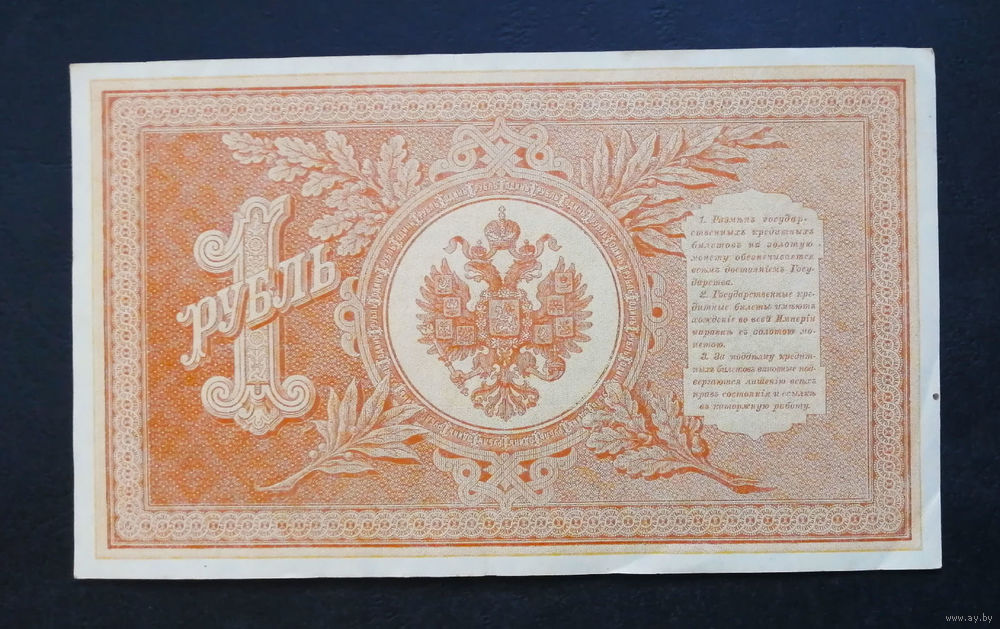 1
РУБЛЬ
1. Размѣнъ государ-
ственныхъ кредитныхъ
билетовъ на золотую
монету обезпечивается
всѣмъ достояніемъ Госу-
дарства.
2. Государственные кре-
дитные билеты имѣютъ
хожденіе во всей Имперіи
наравнѣ съ золотою мо-
нетою.
3. За поддѣлку кредит-
ныхъ билетовъ виновные под-
вергаются лишенію всѣхъ
правъ состоянія и ссылкѣ
въ каторжную работу.
www.ay.by